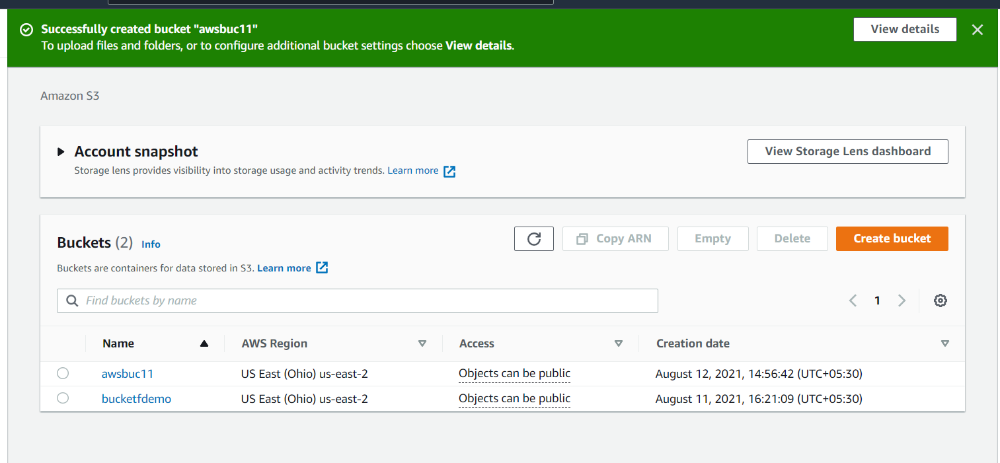 Successfully created bucket "awsbuc11"
View details
To upload files and folders, or to configure additional bucket settings choose View details.
Amazon S3
Account snapshot
View Storage Lens dashboard
Storage lens provides visibility into storage usage and activity trends. Learn more
Buckets (2) Info
Copy ARN
Empty
Delete
Create bucket
Buckets are containers for data stored in S3. Learn more
Find buckets by name
1
Name AWS Region Access Creation date
awsbuc11 US East (Ohio) us-east-2 Objects can be public August 12, 2021, 14:56:42 (UTC+05:30)
bucketfdemo US East (Ohio) us-east-2 Objects can be public August 11, 2021, 16:21:09 (UTC+05:30)